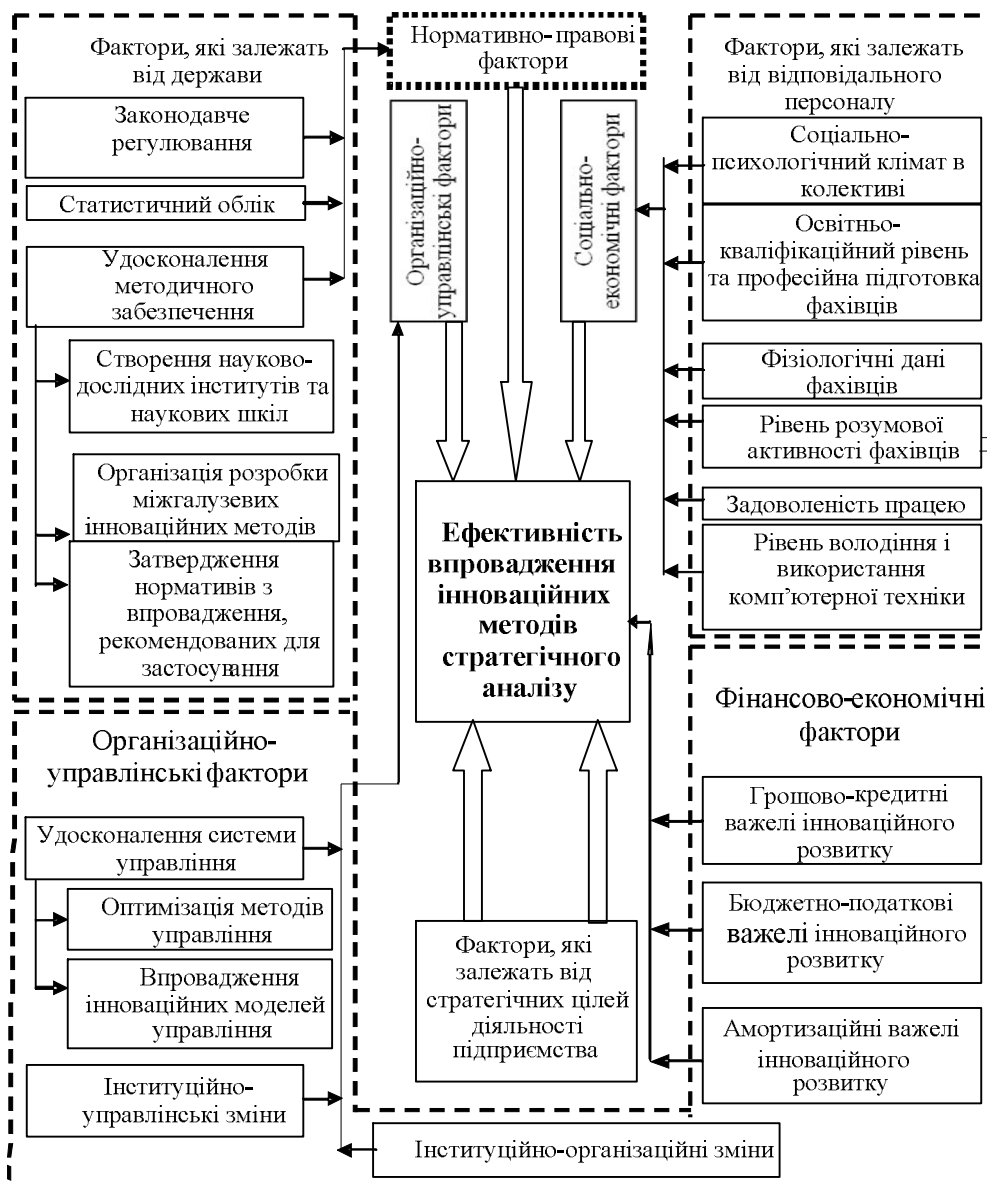 Фактори, які залежать
від держави
Законодавче
регулювання
Статистичний облік
Удосконалення
методичного
забезпечення
Створення науково-
дослідних інститутів та
наукових шкіл
Організація розробки
міжгалузевих
інноваційних методів
Затвердження
нормативів з
впровадження,
рекомендованих для
застосування
Нормативно-правові
фактори
Організаційно-
управлінські фактори
Соціально-
економічні фактори
Фактори, які залежать
від відповідального
персоналу
Соціально-
психологічний клімат в
колективі
Освітньо-
кваліфікаційний рівень
та професійна підготовка
фахівців
Фізіологічні дані
фахівців
Рівень розумової
активності фахівців
Задоволеність працею
Рівень володіння і
використання
комп’ютерної техніки
Ефективність
впровадження
інноваційних
методів
стратегічного
аналізу
Організаційно-
управлінські фактори
Удосконалення системи
управління
Оптимізація методів
управління
Впровадження
інноваційних моделей
управління
Інституційно-
управлінські зміни
Фактори, які
залежать від
стратегічних цілей
діяльності
підприємства
Інституційно-організаційні зміни
Фінансово-економічні
фактори
Грошово-кредитні
важелі інноваційного
розвитку
Бюджетно-податкові
важелі інноваційного
розвитку
Амортизаційні важелі
інноваційного
розвитку